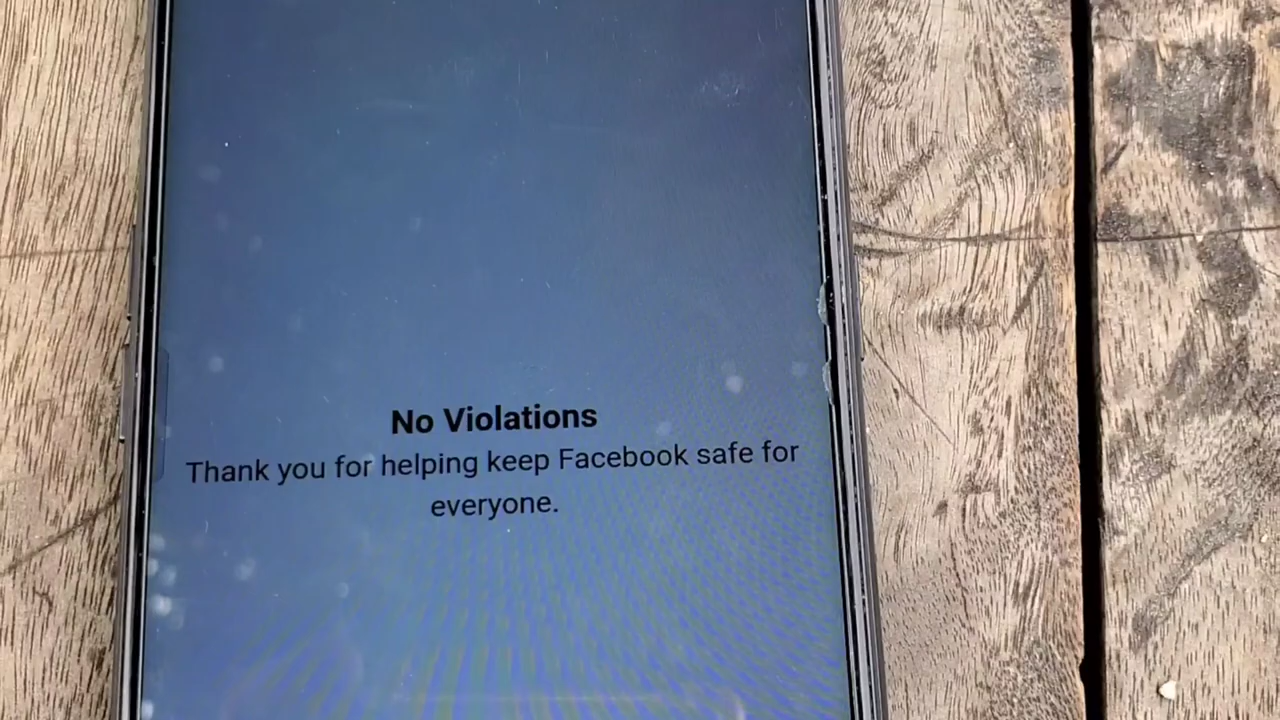 No Violations
Thank you for helping keep Facebook safe for
everyone.